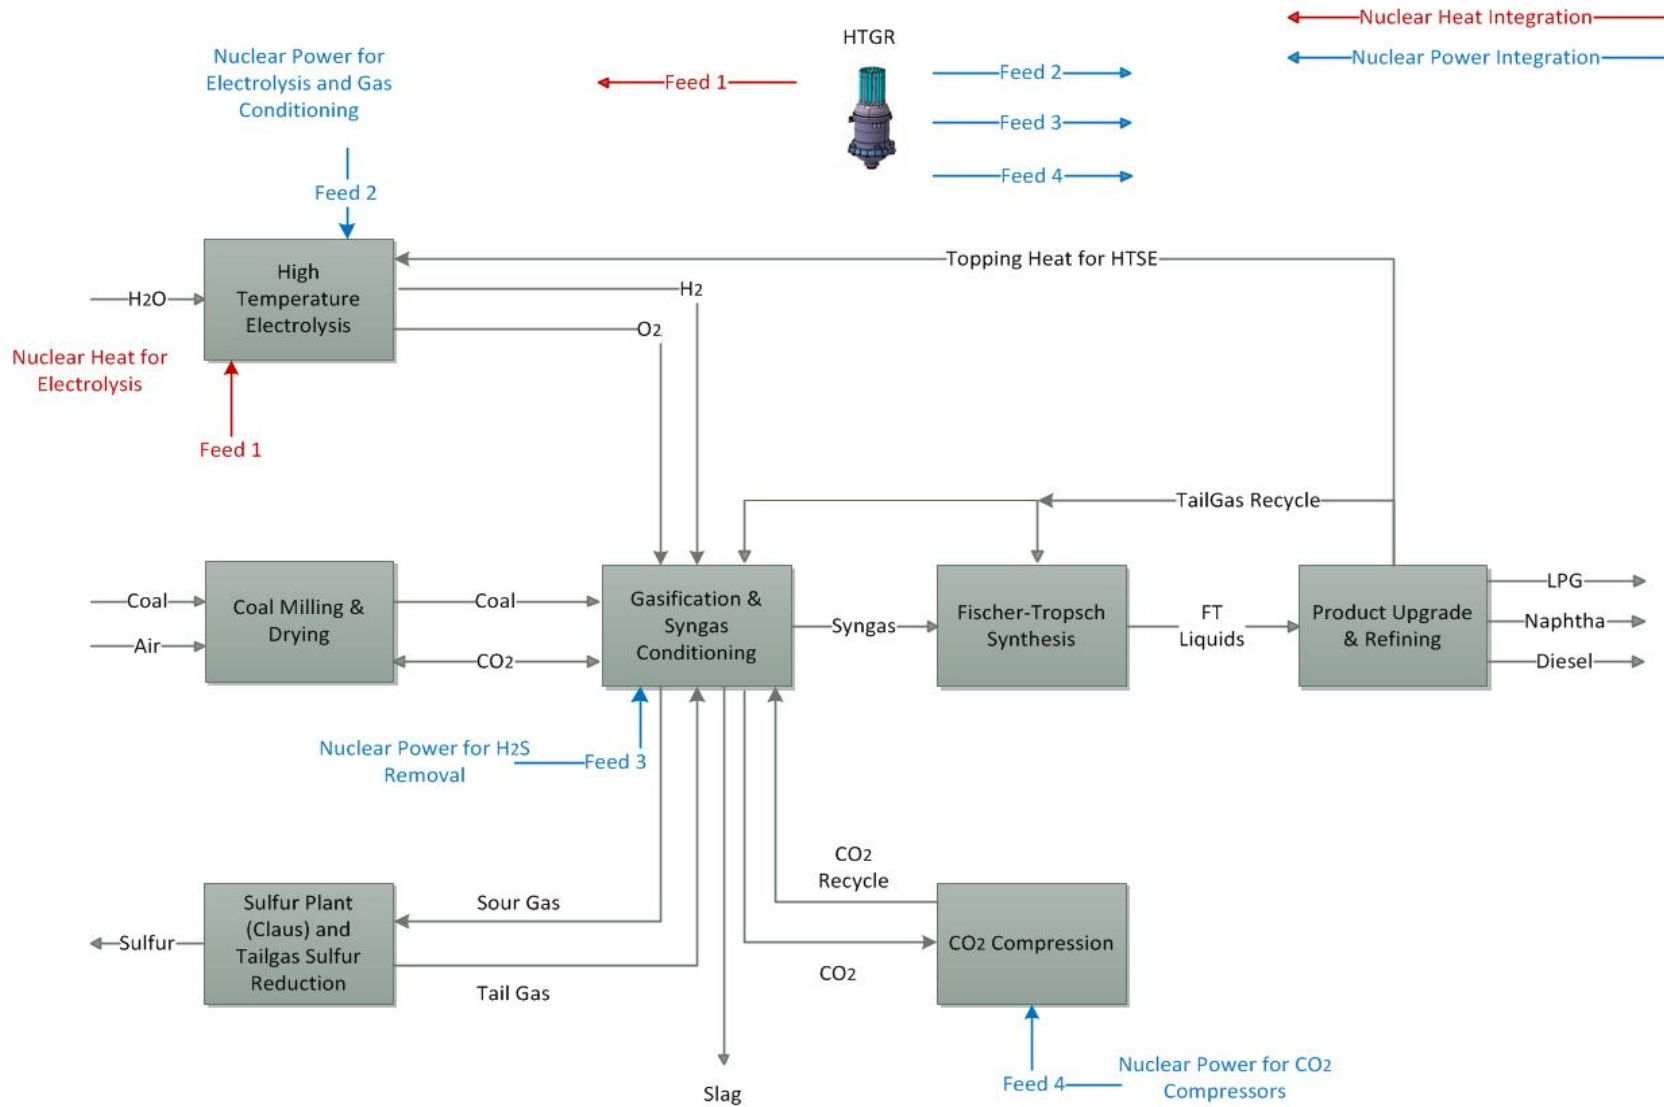 Nuclear Heat Integration
Nuclear Power Integration
HTGR
Feed 1
Feed 2
Feed 3
Feed 4
Nuclear Power for
Electrolysis and Gas
Conditioning
Feed 2
High
Temperature
Electrolysis
H2O
Nuclear Heat for
Electrolysis
Feed 1
Topping Heat for HTSE
H2
O2
TailGas Recycle
Coal
Air
Coal Milling &
Drying
Coal
CO2
Gasification &
Syngas
Conditioning
Syngas
Fischer-Tropsch
Synthesis
FT
Liquids
Product Upgrade
& Refining
LPG
Naphtha
Diesel
Nuclear Power for H2S
Removal
Feed 3
Sulfur
Sulfur Plant
(Claus) and
Tailgas Sulfur
Reduction
Sour Gas
Tail Gas
CO2
Recycle
CO2
CO2 Compression
Slag
Feed 4
Nuclear Power for CO2
Compressors